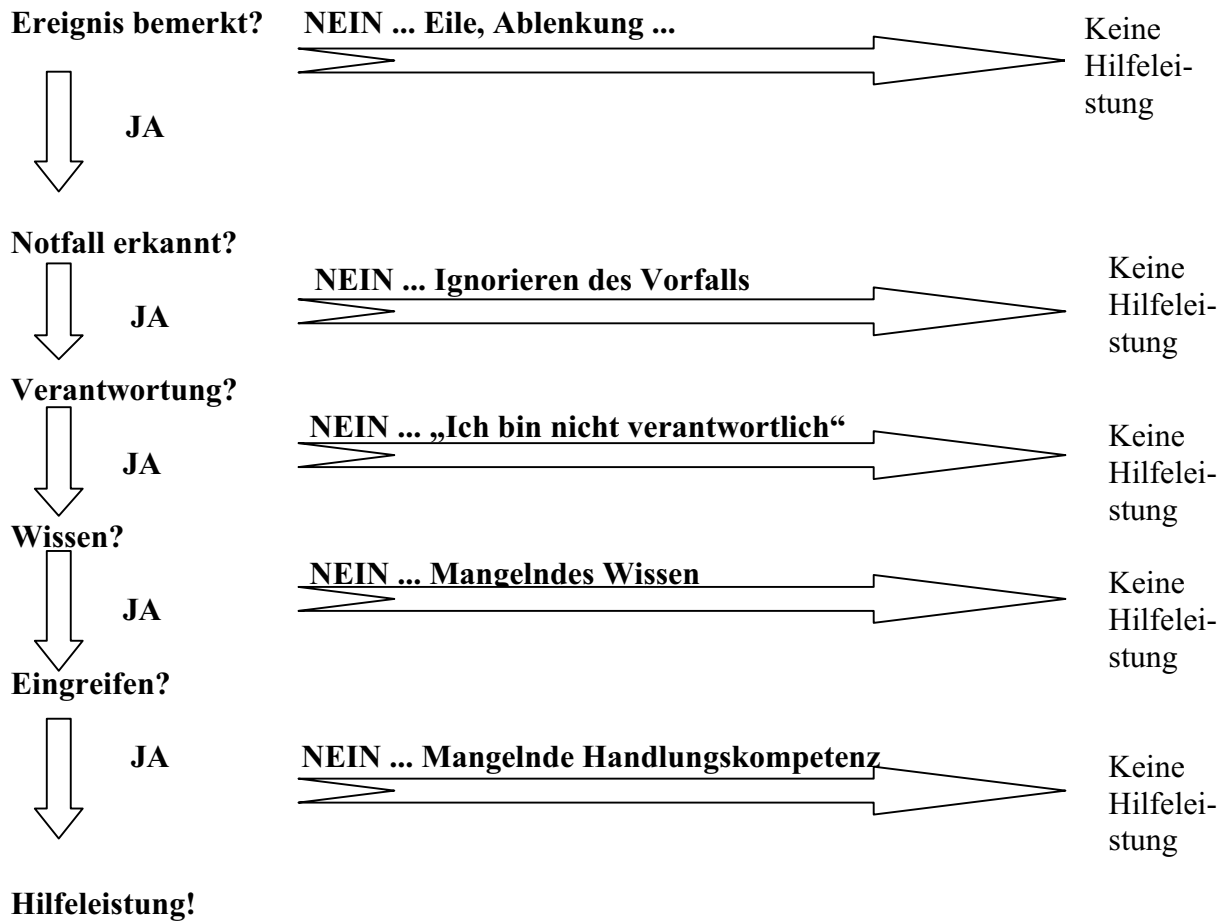 Ereignis bemerkt?
NEIN ... Eile, Ablenkung ...
Keine
Hilfelei-
stung
JA
Notfall erkannt?
NEIN ... Ignorieren des Vorfalls
Keine
Hilfelei-
stung
JA
Verantwortung?
NEIN ... „Ich bin nicht verantwortlich“
Keine
Hilfelei-
stung
JA
Wissen?
NEIN ... Mangelndes Wissen
Keine
Hilfelei-
stung
JA
Eingreifen?
NEIN ... Mangelnde Handlungskompetenz
Keine
Hilfelei-
stung
JA
Hilfeleistung!